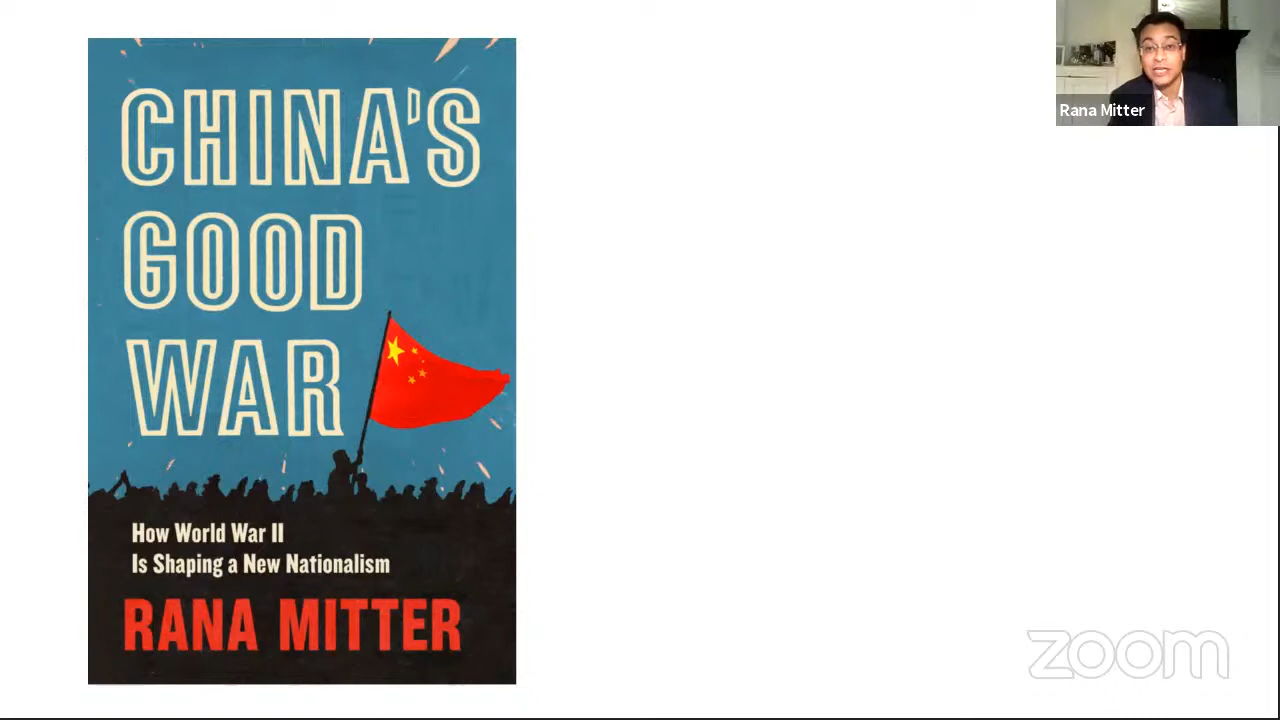 CHINA'S
GOOD
WAR
How World War II
Is Shaping a New Nationalism
RANA MITTER
Rana Mitter
zoom